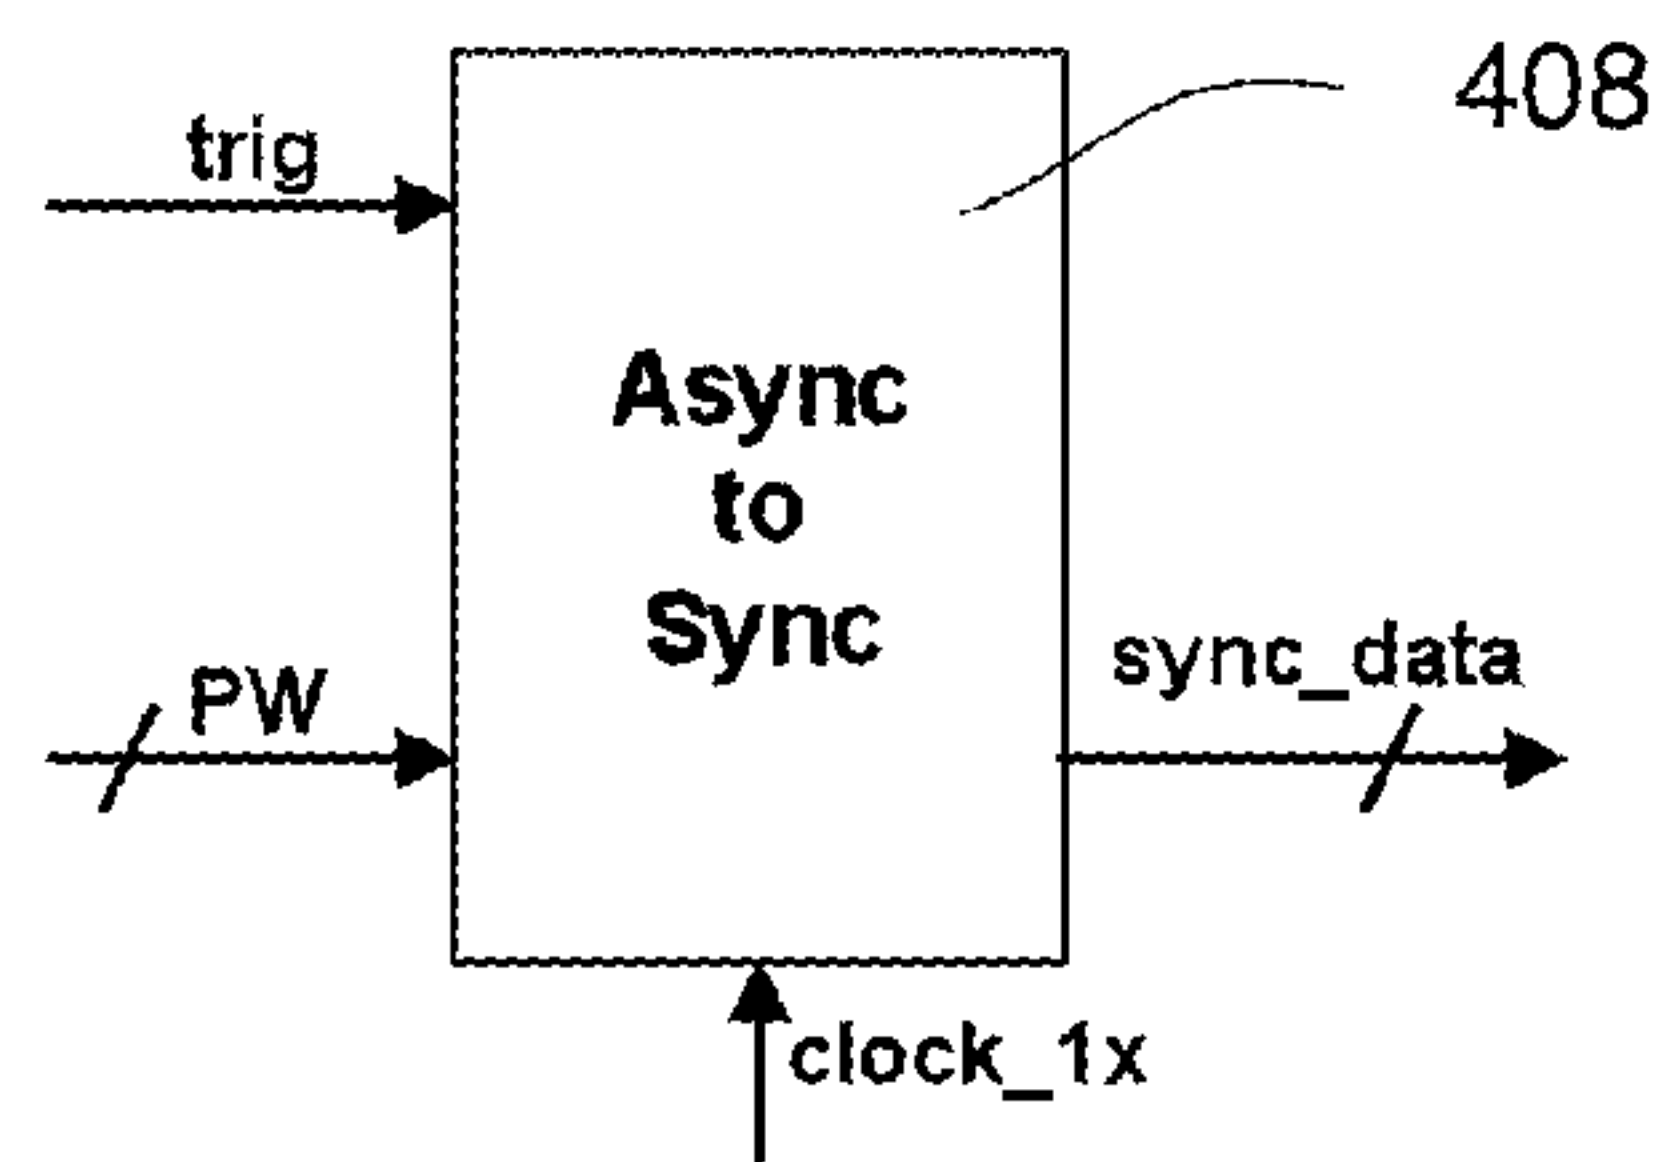 408
trig
Async
to
Sync
PW
sync_data
clock_1x